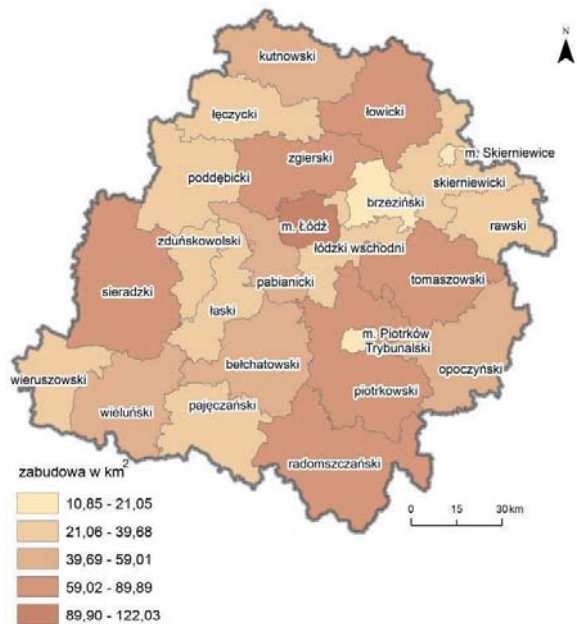 N
kutnowski
łęczycki
łowicki
zgierski
m. Skierniewice
poddębicki
skierniewicki
brzeziński
rawski
m. Łódź
zduńskowolski
łódzki wschodni
pabianicki
tomaszowski
sieradzki
łaski
m. Piotrków
Trybunalski
bełchatowski
opoczyński
wieruszowski
piotrkowski
wieluński
pajęczański
radomszczański
zabudowa w km²
10,85 - 21,05
21,06 - 39,68
39,69 - 59,01
59,02 - 89,89
89,90 - 122,03
0 15 30 km